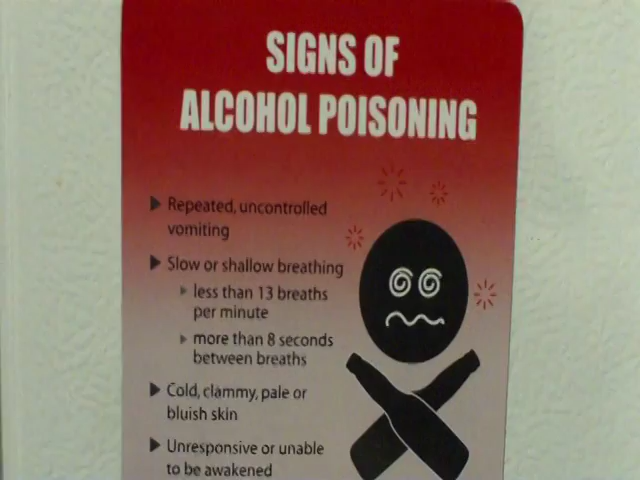 SIGNS OF
ALCOHOL POISONING
Repeated, uncontrolled
vomiting
Slow or shallow breathing
less than 13 breaths
per minute
more than 8 seconds
between breaths
Cold, clammy, pale or
bluish skin
Unresponsive or unable
to be awakened